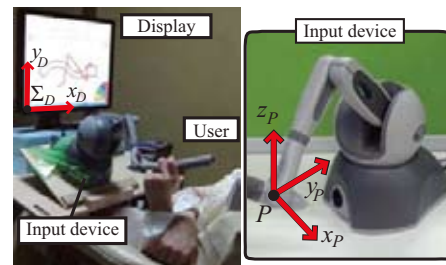 Display
y_D
Σ_D x_D
User
Input device
Input device
z_P
y_P
P
x_P